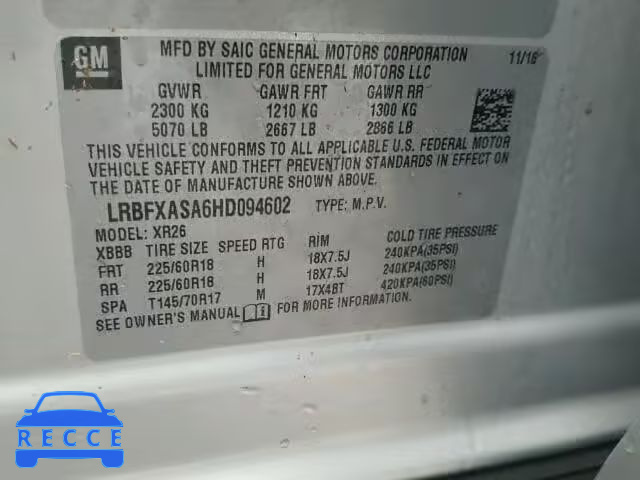 GM
MFD BY SAIC GENERAL MOTORS CORPORATION
LIMITED FOR GENERAL MOTORS LLC
11/16
GVWR GAWR FRT GAWR RR
2300 KG 1210 KG 1300 KG
5070 LB 2667 LB 2866 LB
THIS VEHICLE CONFORMS TO ALL APPLICABLE U.S. FEDERAL MOTOR
VEHICLE SAFETY AND THEFT PREVENTION STANDARDS IN EFFECT ON
THE DATE OF MANUFACTURE SHOWN ABOVE.
LRBFXASA6HD094602 TYPE: M.P.V.
MODEL: XR26
XBBB TIRE SIZE SPEED RTG RIM COLD TIRE PRESSURE
FRT 225/60R18 H 18X7.5J 240KPA(35PSI)
RR 225/60R18 H 18X7.5J 240KPA(35PSI)
SPA T145/70R17 M 17X4BT 420KPA(60PSI)
SEE OWNER'S MANUAL FOR MORE INFORMATION.
RECCE